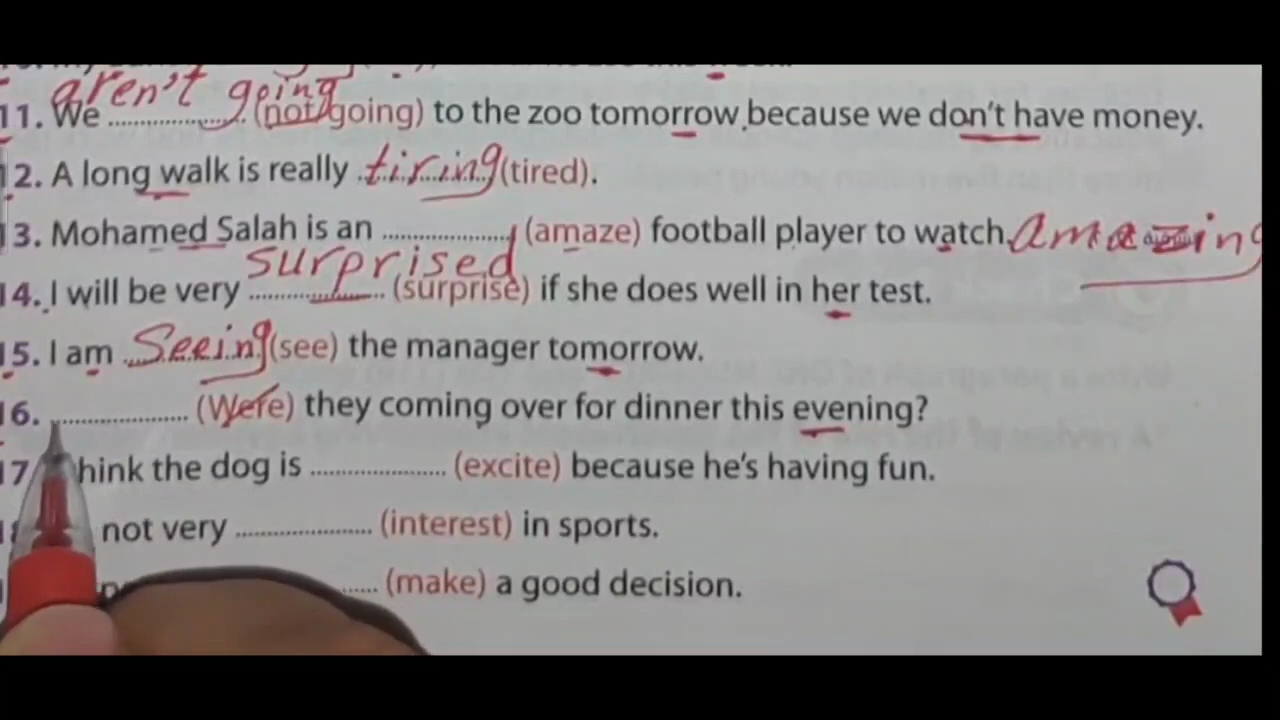 aren't going
11. We .................... (not/going) to the zoo tomorrow because we don't have money.
12. A long walk is really tiring (tired).
13. Mohamed Salah is an .................... (amaze) football player to watch. amazing
surprised
14. I will be very .................... (surprise) if she does well in her test.
15. I am Seeing (see) the manager tomorrow.
16. .................... (Were) they coming over for dinner this evening?
17 think the dog is .................... (excite) because he's having fun.
not very .................... (interest) in sports.
..... (make) a good decision.